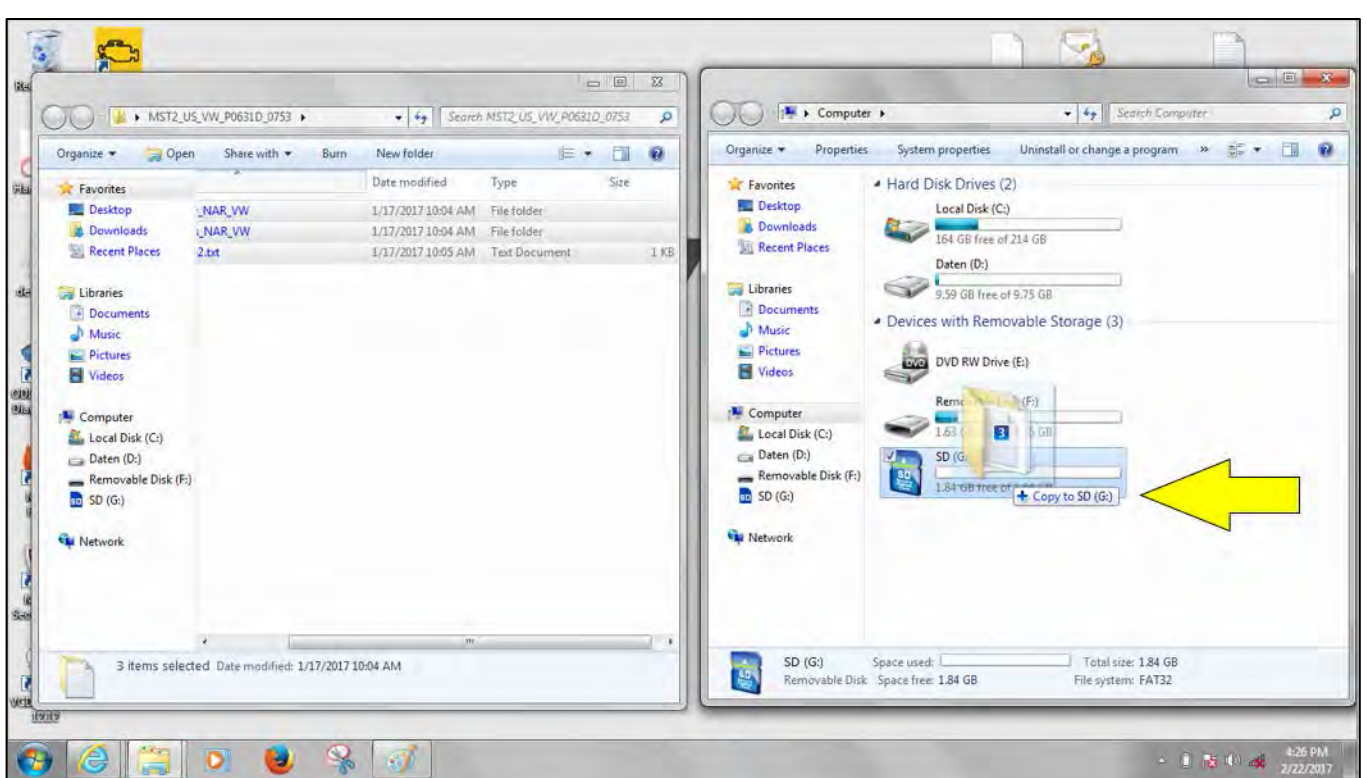 MST2_US_VW_P0631D_0753
Search MST2_US_VW_P0631D_0753
Organize
Open
Share with
Burn
New folder
Date modified
Type
Size
Favorites
Desktop
Downloads
Recent Places
Libraries
Documents
Music
Pictures
Videos
Computer
Local Disk (C:)
Daten (D:)
Removable Disk (F:)
SD (G:)
Network
_NAR_VW 1/17/2017 10:04 AM File folder
_NAR_VW 1/17/2017 10:04 AM File folder
2.txt 1/17/2017 10:05 AM Text Document 1 KB
3 items selected Date modified: 1/17/2017 10:04 AM
Computer
Search Computer
Organize
Properties
System properties
Uninstall or change a program
»
Favorites
Desktop
Downloads
Recent Places
Libraries
Documents
Music
Pictures
Videos
Computer
Local Disk (C:)
Daten (D:)
Removable Disk (F:)
SD (G:)
Network
Hard Disk Drives (2)
Local Disk (C:)
164 GB free of 214 GB
Daten (D:)
9.59 GB free of 9.75 GB
Devices with Removable Storage (3)
DVD RW Drive (E:)
(F:)
1.63
GB
3
SD (G:
1.84 GB free of
Copy to SD (G:)
SD (G:) Space used: Total size: 1.84 GB
Removable Disk Space free: 1.84 GB File system: FAT32
4:26 PM
2/22/2017